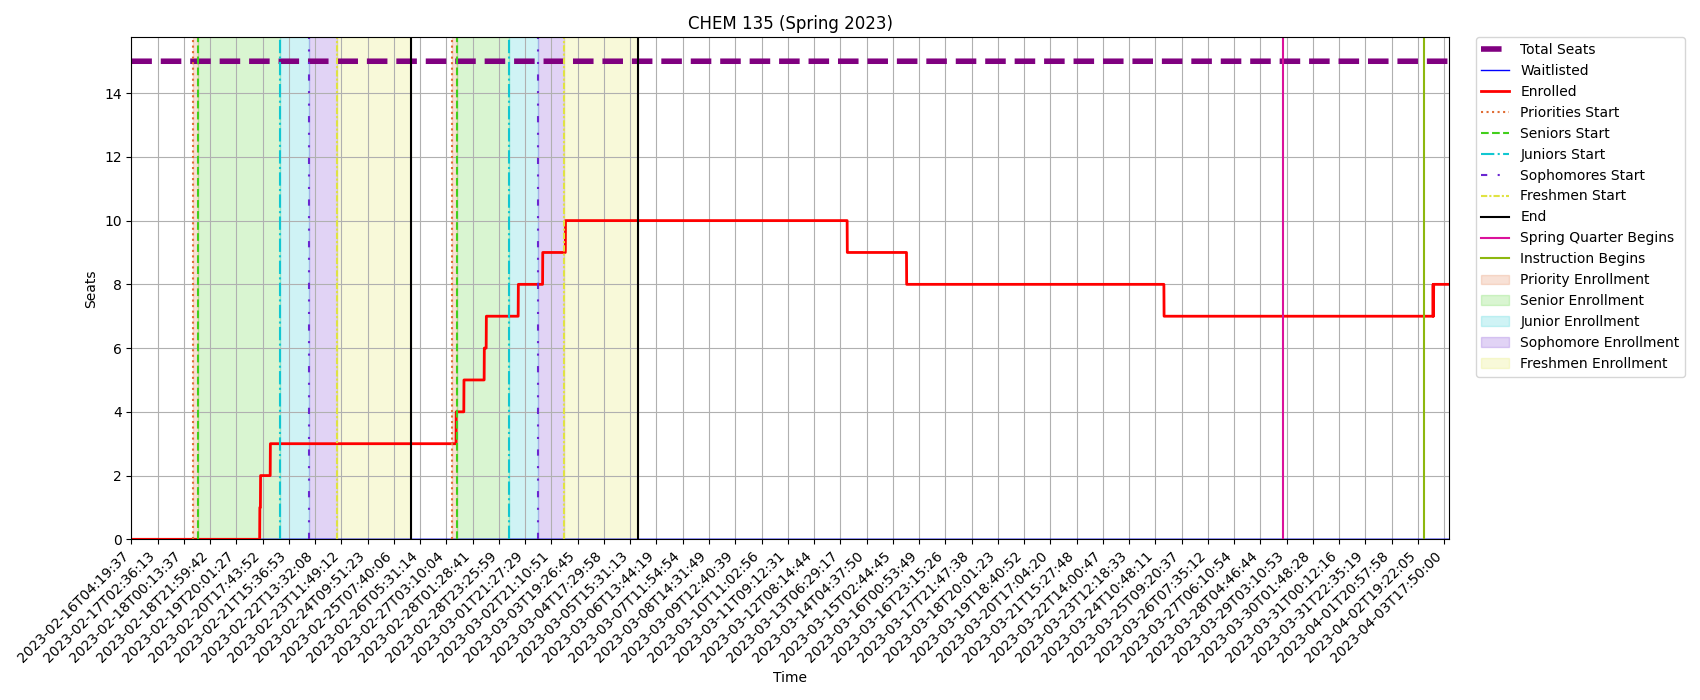 CHEM 135 (Spring 2023)
Seats
14
12
10
8
6
4
2
0
2023-02-16T04:19:37
2023-02-17T02:36:13
2023-02-18T00:13:37
2023-02-18T21:59:42
2023-02-19T20:01:27
2023-02-20T17:43:52
2023-02-21T15:36:53
2023-02-22T13:32:08
2023-02-23T11:49:12
2023-02-24T09:51:23
2023-02-25T07:40:06
2023-02-26T05:31:14
2023-02-27T03:10:04
2023-02-28T01:28:41
2023-02-28T23:25:59
2023-03-01T21:27:29
2023-03-02T21:10:51
2023-03-03T19:26:45
2023-03-04T17:29:58
2023-03-05T15:31:13
2023-03-06T13:44:19
2023-03-07T11:54:54
2023-03-08T14:31:49
2023-03-09T12:40:39
2023-03-10T11:02:56
2023-03-11T09:12:31
2023-03-12T08:14:44
2023-03-13T06:29:17
2023-03-14T04:37:50
2023-03-15T02:44:45
2023-03-16T00:53:49
2023-03-16T23:15:26
2023-03-17T21:47:38
2023-03-18T20:01:23
2023-03-19T18:40:52
2023-03-20T17:04:20
2023-03-21T15:27:48
2023-03-22T14:00:47
2023-03-23T12:18:33
2023-03-24T10:48:11
2023-03-25T09:20:37
2023-03-26T07:35:12
2023-03-27T06:10:54
2023-03-28T04:46:44
2023-03-29T03:10:53
2023-03-30T01:48:28
2023-03-31T00:12:16
2023-03-31T22:35:19
2023-04-01T20:57:58
2023-04-02T19:22:05
2023-04-03T17:50:00
Time
Total Seats
Waitlisted
Enrolled
Priorities Start
Seniors Start
Juniors Start
Sophomores Start
Freshmen Start
End
Spring Quarter Begins
Instruction Begins
Priority Enrollment
Senior Enrollment
Junior Enrollment
Sophomore Enrollment
Freshmen Enrollment